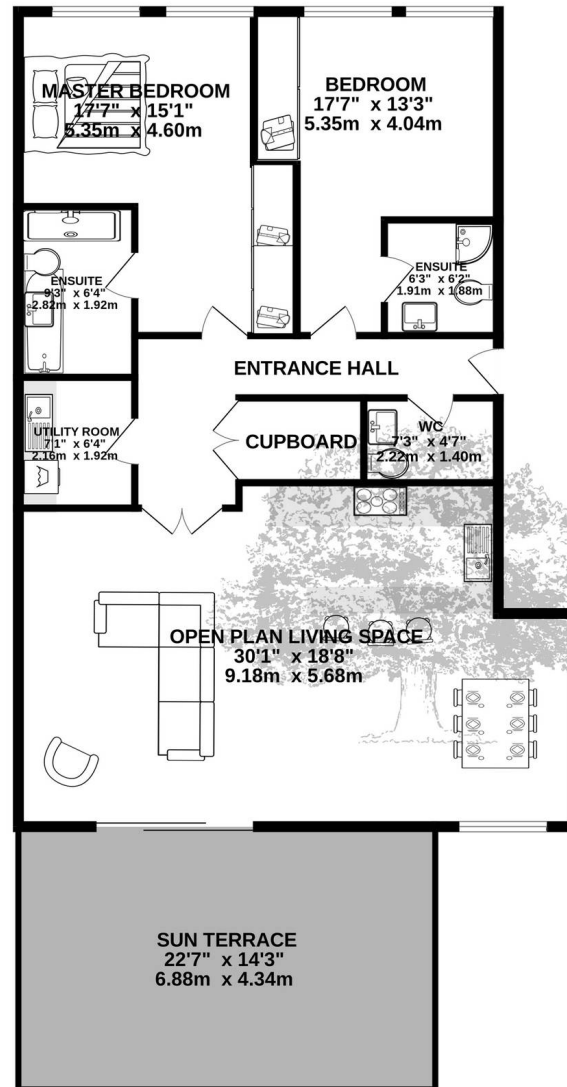 MASTER BEDROOM
17'7" x 15'1"
5.35m x 4.60m
BEDROOM
17'7" x 13'3"
5.35m x 4.04m
ENSUITE
9'3" x 6'4"
2.82m x 1.92m
ENSUITE
6'3" x 6'2"
1.91m x 1.88m
ENTRANCE HALL
UTILITY ROOM
7'1" x 6'4"
2.16m x 1.92m
CUPBOARD
WC
7'3" x 4'7"
2.22m x 1.40m
OPEN PLAN LIVING SPACE
30'1" x 18'8"
9.18m x 5.68m
SUN TERRACE
22'7" x 14'3"
6.88m x 4.34m